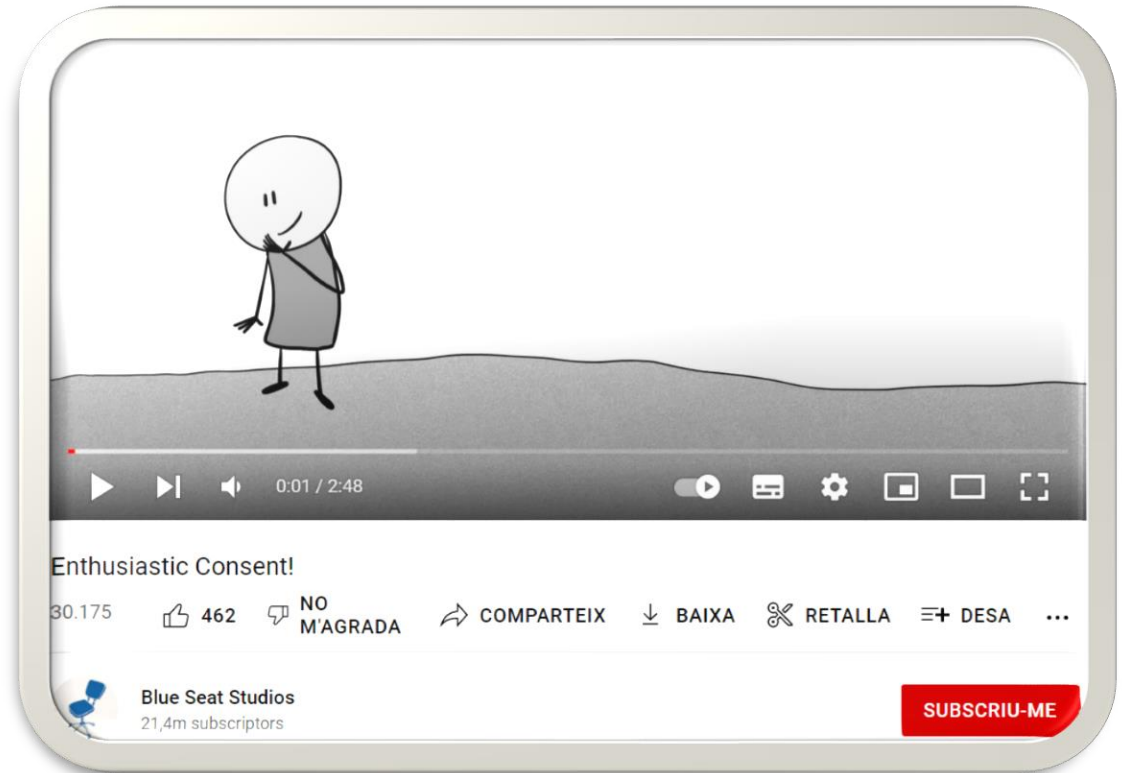 0:01 / 2:48
Enthusiastic Consent!
30.175 462 NO M'AGRADA COMPARTEIX BAIXA RETALLA DESA ...
Blue Seat Studios
21,4m subscriptors
SUBSCRIU-ME